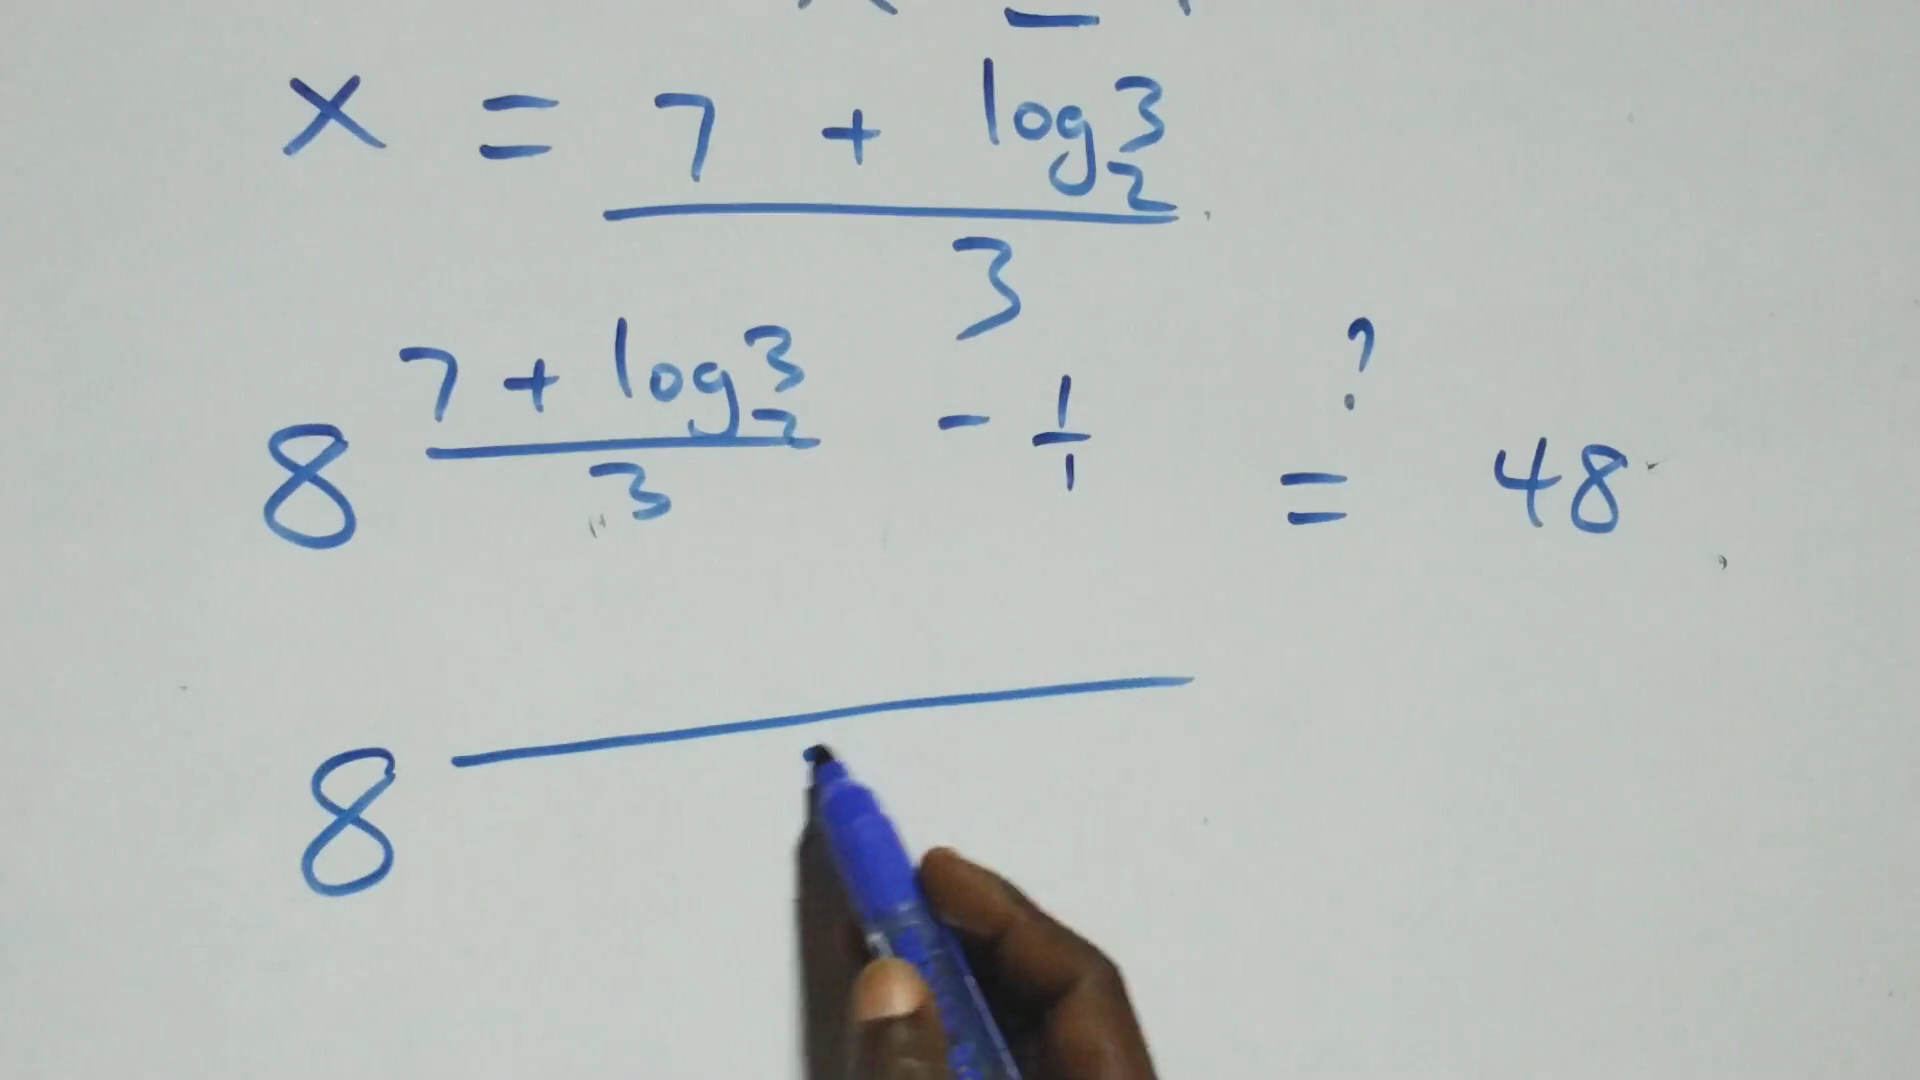 x = 7 + log₂3
3
7 + log₂3 - 1/1 ?
8 3 = 48
8